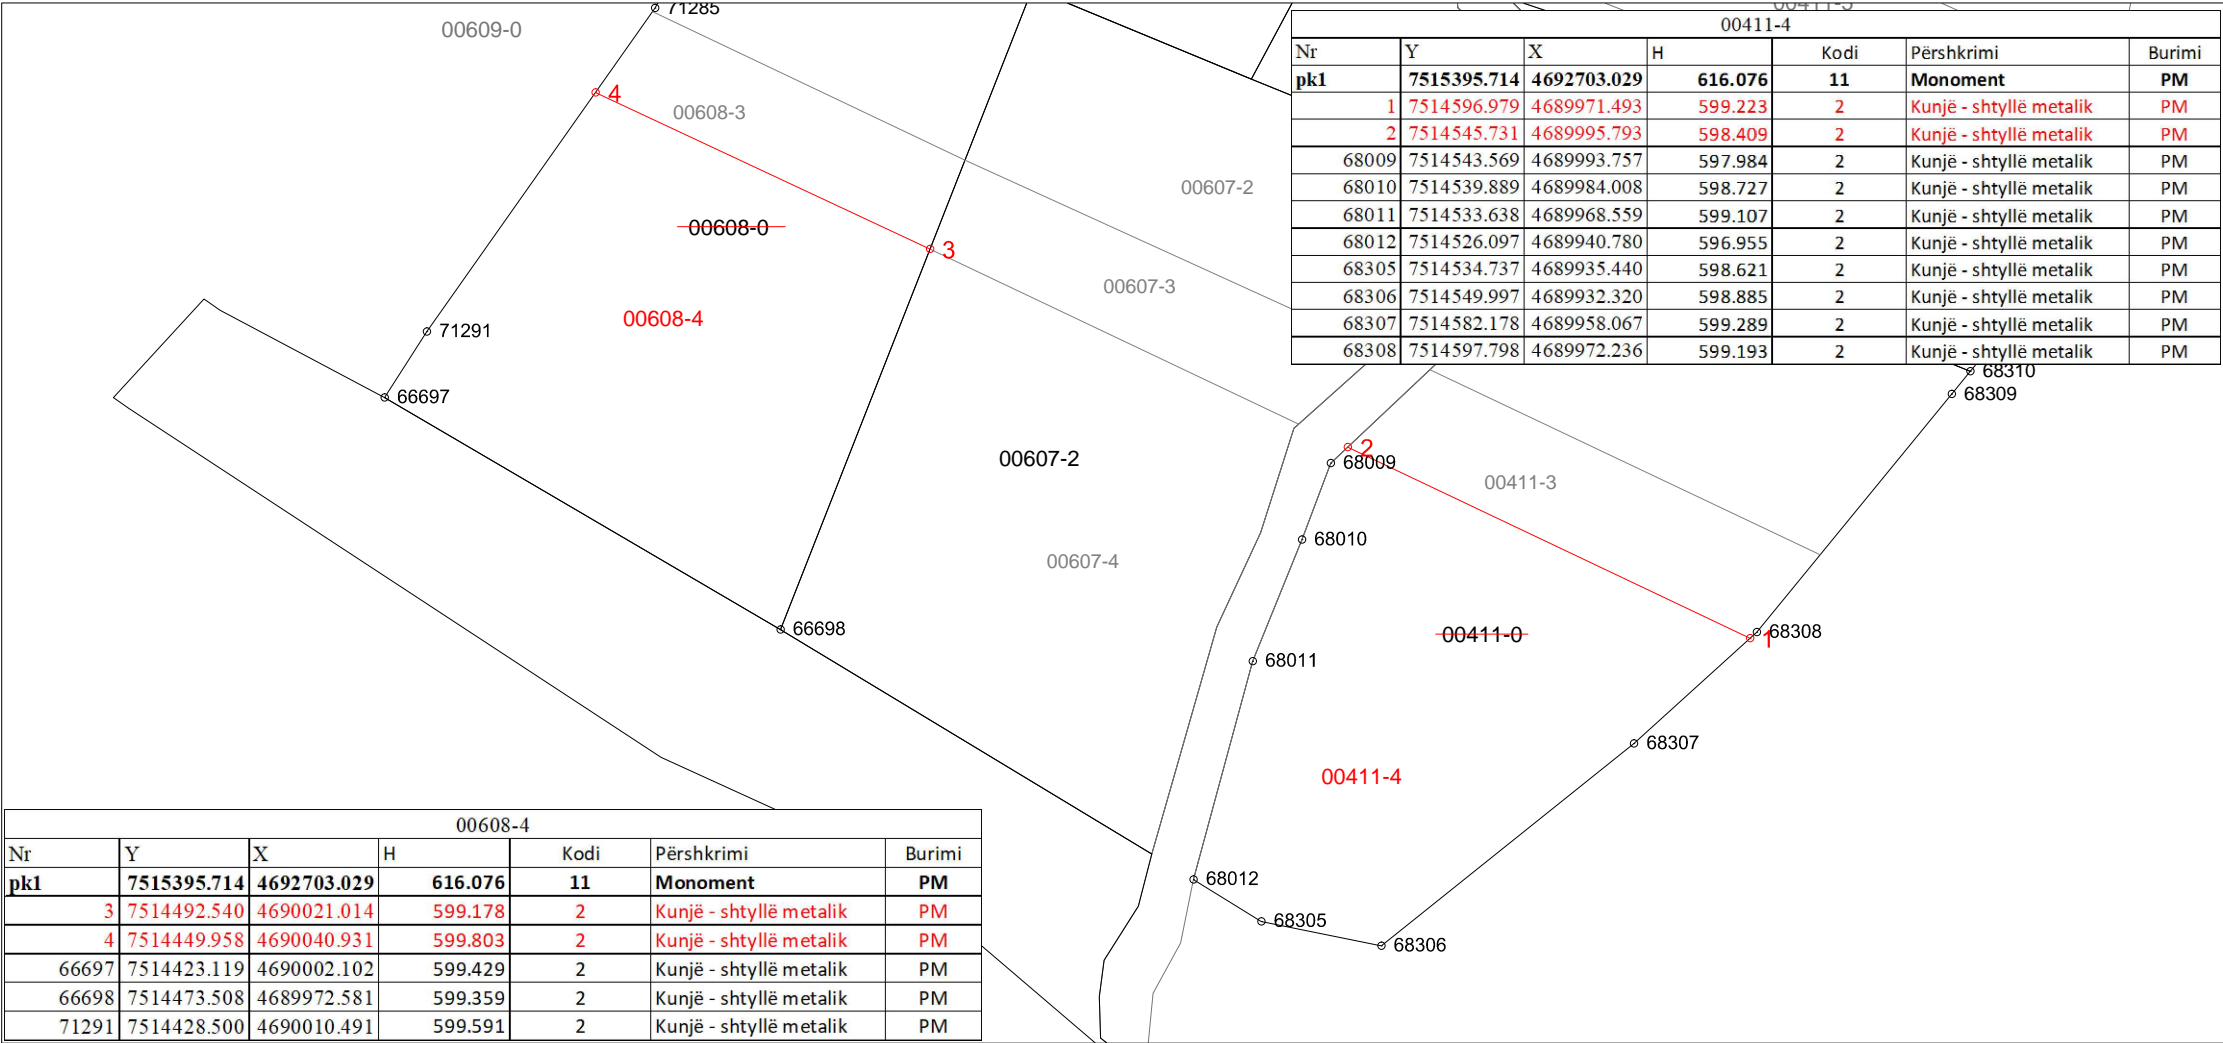 71285
00411-3
00609-0
00411-4
Nr Y X H Kodi Përshkrimi Burimi
pk1 7515395.714 4692703.029 616.076 11 Monoment PM
1 7514596.979 4689971.493 599.223 2 Kunjë - shtyllë metalik PM
2 7514545.731 4689995.793 598.409 2 Kunjë - shtyllë metalik PM
68009 7514543.569 4689993.757 597.984 2 Kunjë - shtyllë metalik PM
68010 7514539.889 4689984.008 598.727 2 Kunjë - shtyllë metalik PM
68011 7514533.638 4689968.559 599.107 2 Kunjë - shtyllë metalik PM
68012 7514526.097 4689940.780 596.955 2 Kunjë - shtyllë metalik PM
68305 7514534.737 4689935.440 598.621 2 Kunjë - shtyllë metalik PM
68306 7514549.997 4689932.320 598.885 2 Kunjë - shtyllë metalik PM
68307 7514582.178 4689958.067 599.289 2 Kunjë - shtyllë metalik PM
68308 7514597.798 4689972.236 599.193 2 Kunjë - shtyllë metalik PM
4
00608-3
00607-2
00608-0
3
00607-3
00608-4
71291
68310
68309
66697
2
00607-2
68009
00411-3
68010
00607-4
66698
00411-0
68308
1
68011
68307
00411-4
68012
68305
68306
00608-4
Nr Y X H Kodi Përshkrimi Burimi
pk1 7515395.714 4692703.029 616.076 11 Monoment PM
3 7514492.540 4690021.014 599.178 2 Kunjë - shtyllë metalik PM
4 7514449.958 4690040.931 599.803 2 Kunjë - shtyllë metalik PM
66697 7514423.119 4690002.102 599.429 2 Kunjë - shtyllë metalik PM
66698 7514473.508 4689972.581 599.359 2 Kunjë - shtyllë metalik PM
71291 7514428.500 4690010.491 599.591 2 Kunjë - shtyllë metalik PM